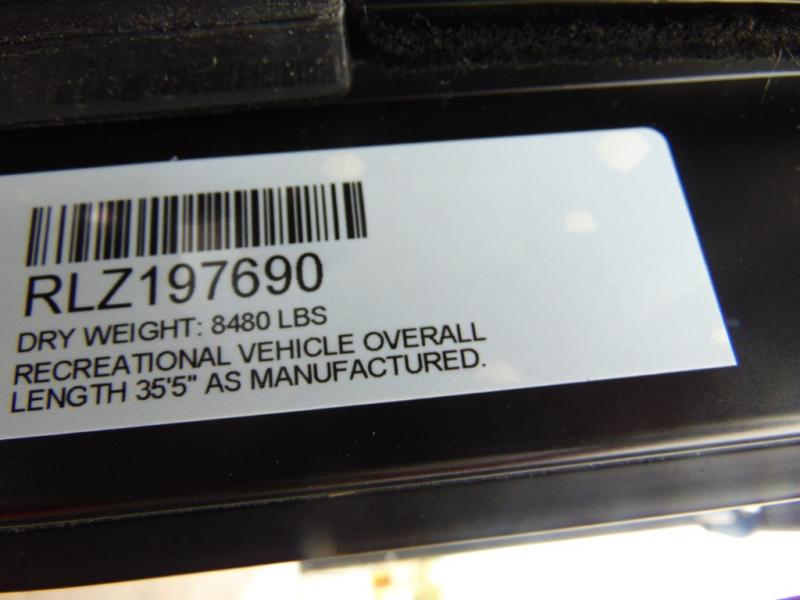 RLZ197690
DRY WEIGHT: 8480 LBS
RECREATIONAL VEHICLE OVERALL
LENGTH 35'5" AS MANUFACTURED.